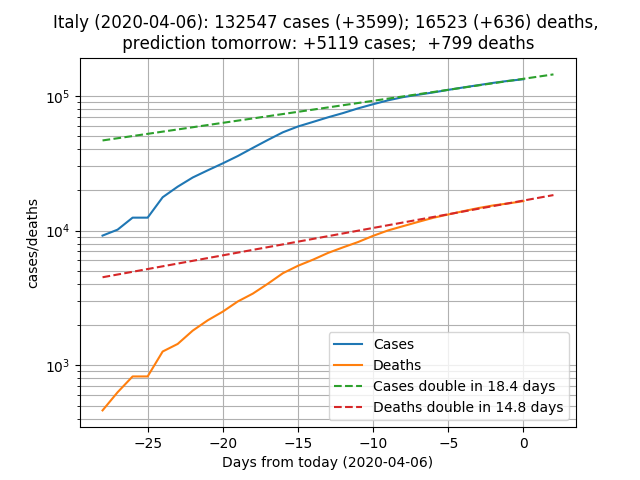 Italy (2020-04-06): 132547 cases (+3599); 16523 (+636) deaths,
prediction tomorrow: +5119 cases;  +799 deaths
10^5
10^4
10^3
cases/deaths
Cases
Deaths
Cases double in 18.4 days
Deaths double in 14.8 days
−25 −20 −15 −10 −5 0
Days from today (2020-04-06)